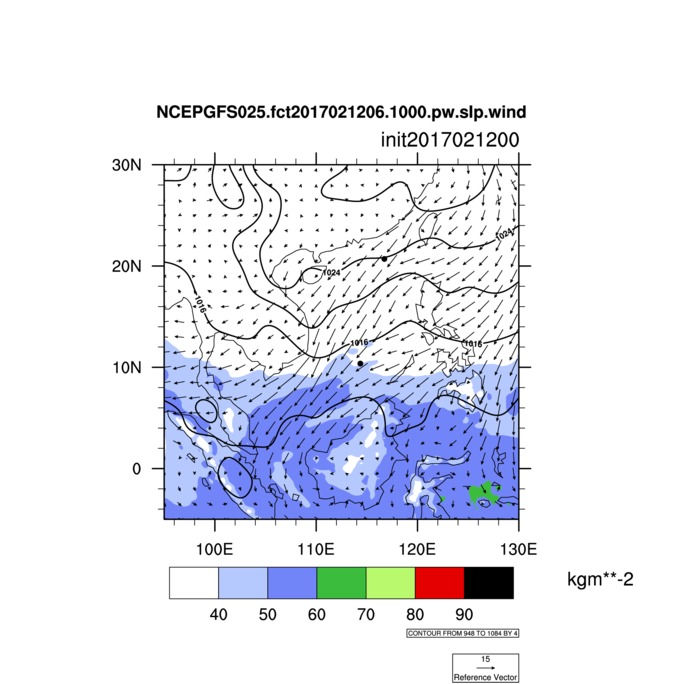 NCEPGFS025.fct2017021206.1000.pw.slp.wind
init2017021200
30N
1024
20N
1024
1016
1016
1016
10N
0
100E 110E 120E 130E
kgm**-2
40 50 60 70 80 90
CONTOUR FROM 948 TO 1084 BY 4
15
Reference Vector